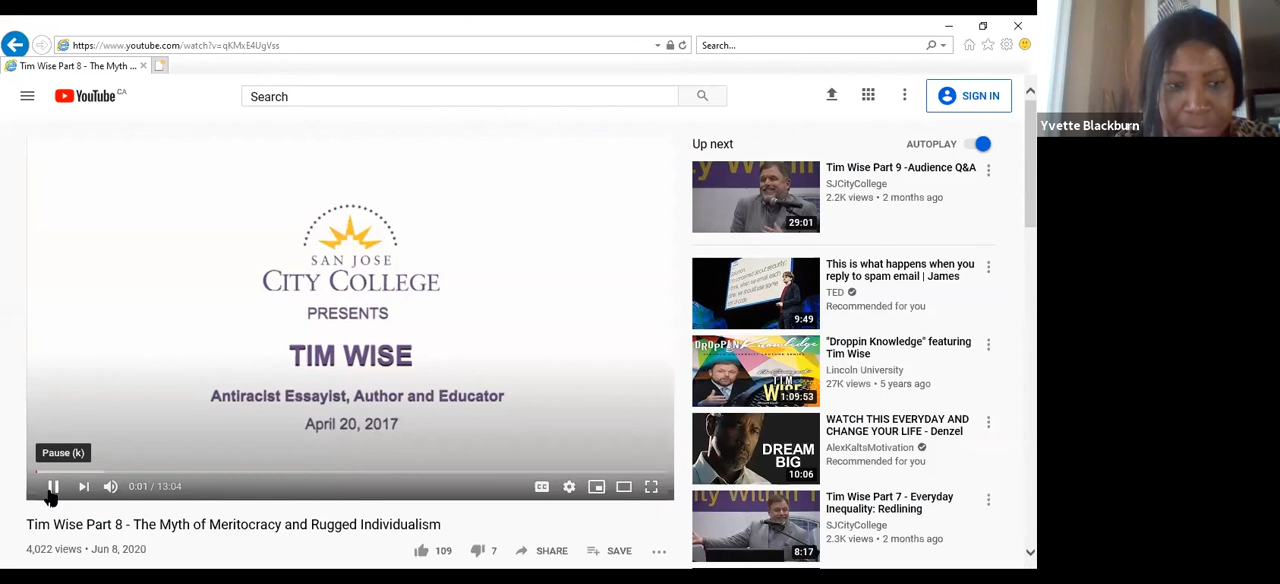 https://www.youtube.com/watch?v=qKMxE4UgVss
Search...
Tim Wise Part 8 - The Myth ...
YouTube CA
Search
SIGN IN
Yvette Blackburn
SAN JOSE
CITY COLLEGE
PRESENTS
TIM WISE
Antiracist Essayist, Author and Educator
April 20, 2017
Pause (k)
0:01 / 13:04
CC
Tim Wise Part 8 - The Myth of Meritocracy and Rugged Individualism
4,022 views • Jun 8, 2020
109
7
SHARE
SAVE
Up next
AUTOPLAY
29:01
Tim Wise Part 9 -Audience Q&A
SJCityCollege
2.2K views • 2 months ago
9:49
This is what happens when you
reply to spam email | James
TED
Recommended for you
DROPPIN KNOWLEDGE
TIM
WISE
1:09:53
"Droppin Knowledge" featuring
Tim Wise
Lincoln University
27K views • 5 years ago
DREAM
BIG
10:06
WATCH THIS EVERYDAY AND
CHANGE YOUR LIFE - Denzel
AlexKaltsMotivation
Recommended for you
8:17
Tim Wise Part 7 - Everyday
Inequality: Redlining
SJCityCollege
2.3K views • 2 months ago